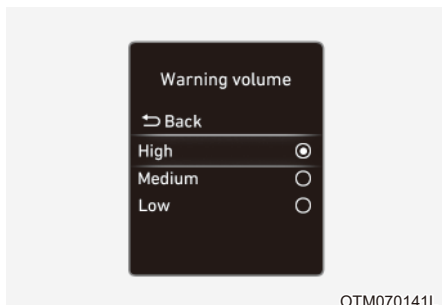 Warning volume
Back
High
Medium
Low
OTM070141L